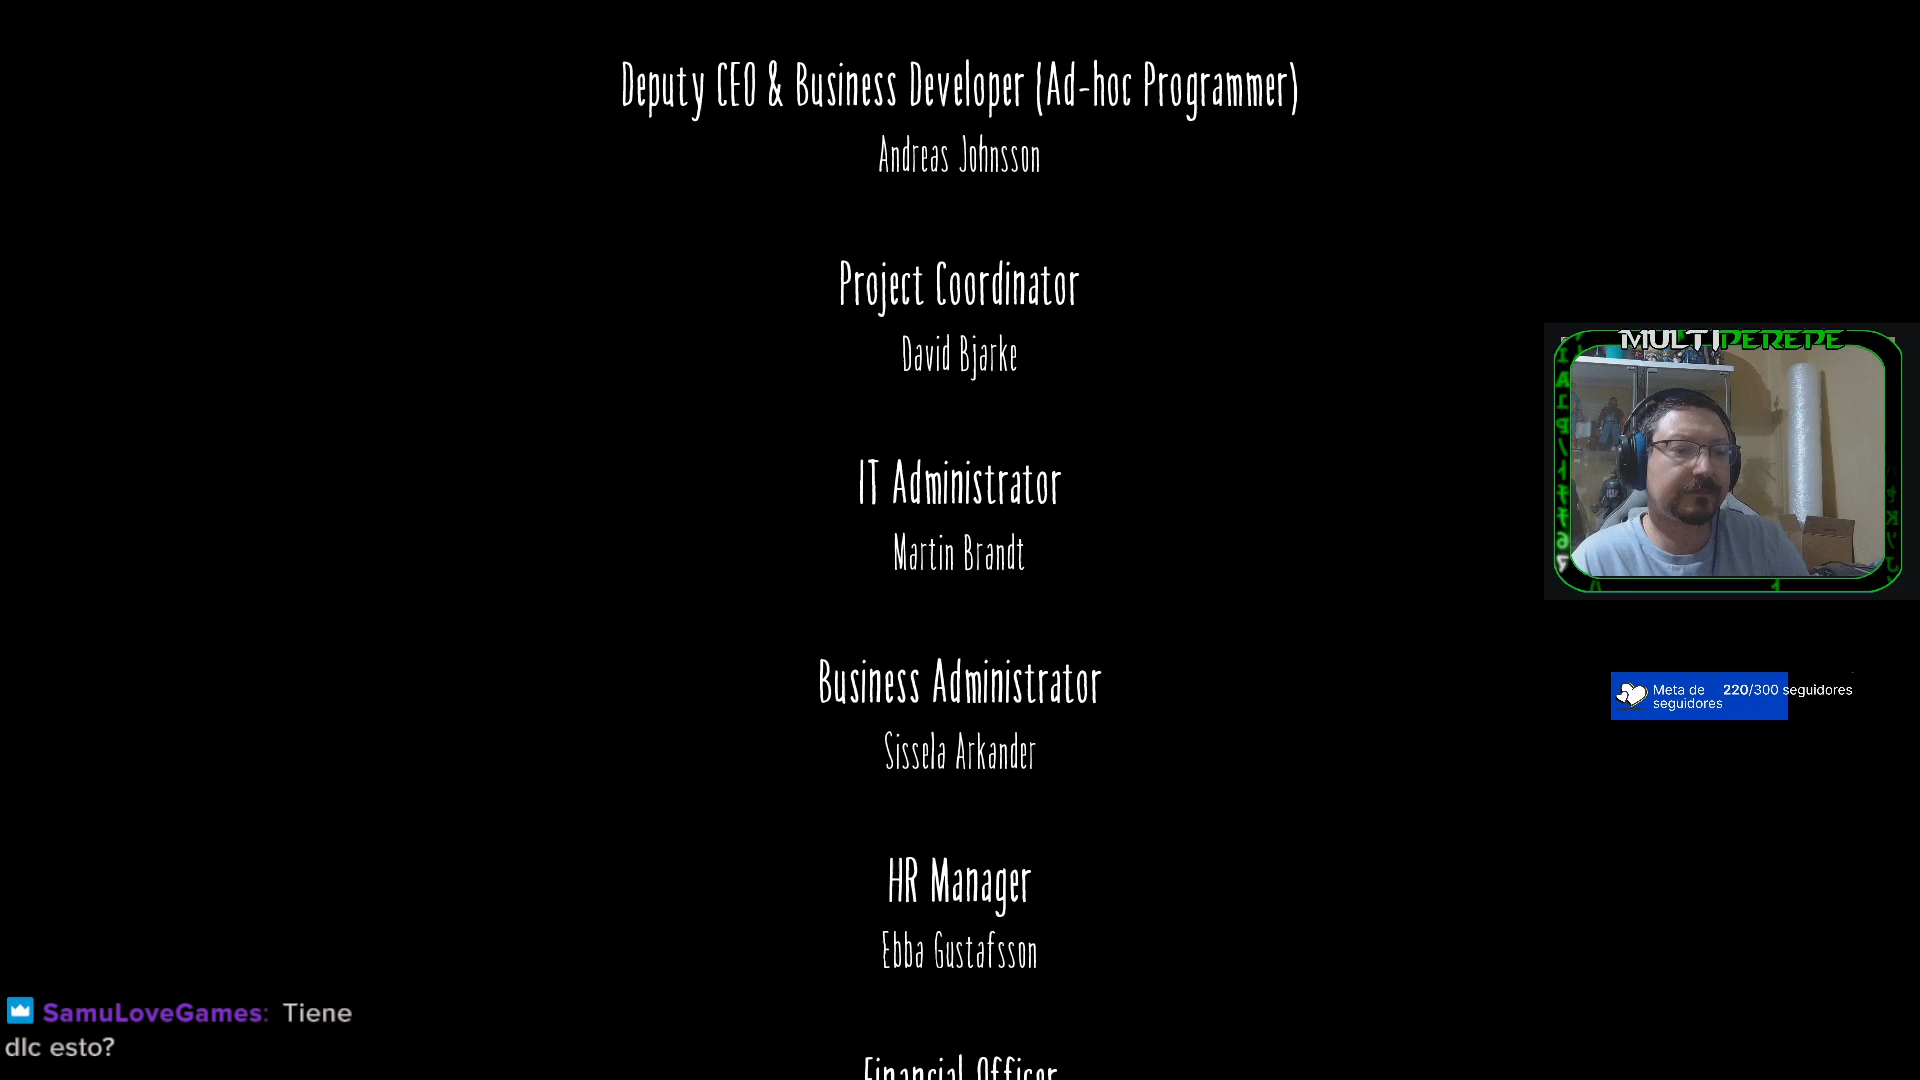 Deputy CEO & Business Developer (Ad-hoc Programmer)
Andreas Johnsson
Project Coordinator
David Bjarke
IT Administrator
Martin Brandt
Business Administrator
Sissela Arkander
HR Manager
Ebba Gustafsson
Financial Officer
MULTIPEREPE
Meta de seguidores 220/300 seguidores
SamuLoveGames: Tiene
dlc esto?